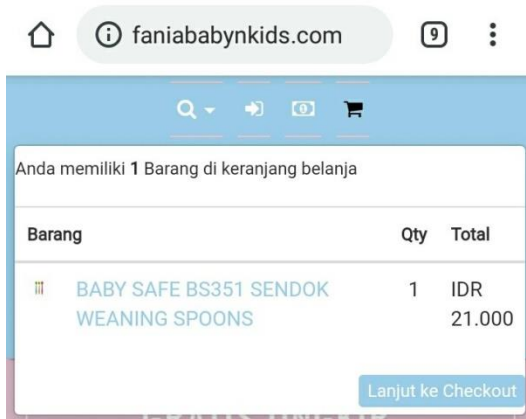 faniababynkids.com 9
Anda memiliki 1 Barang di keranjang belanja
Barang Qty Total
BABY SAFE BS351 SENDOK 1 IDR
WEANING SPOONS 21.000
Lanjut ke Checkout